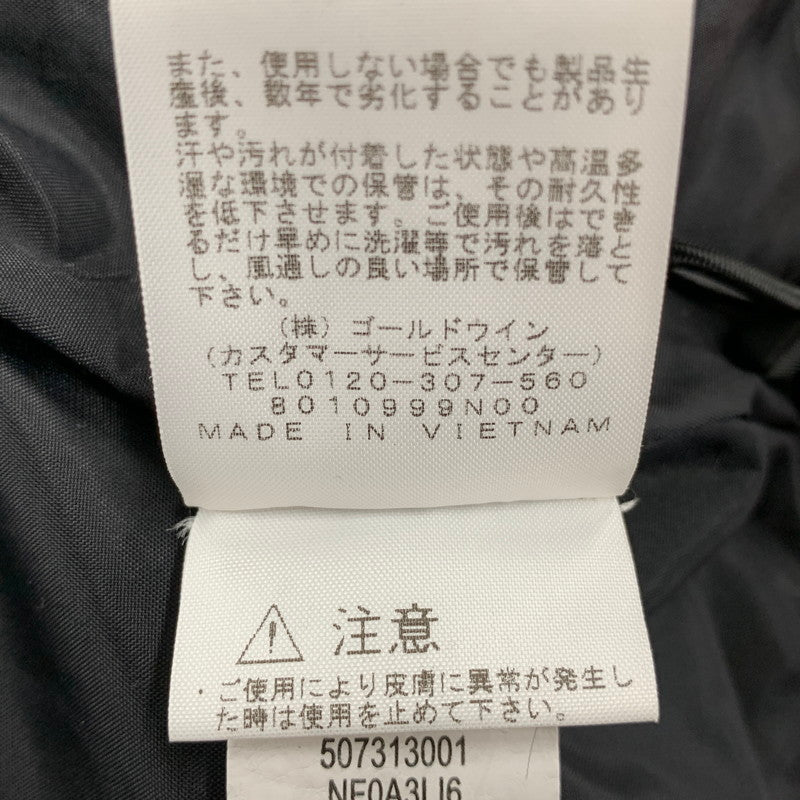 また、使用しない場合でも製品生
産後、数年で劣化することがあり
ます。
汗や汚れが付着した状態や高温多
湿な環境での保管は、その耐久性
を低下させます。ご使用後はでき
るだけ早めに洗濯等で汚れを落と
し、風通しの良い場所で保管して
下さい。
(株)ゴールドウイン
(カスタマーサービスセンター)
TEL0120-307-560
8010999N00
MADE IN VIETNAM
注意
・ご使用により皮膚に異常が発生し
た時は使用を止めて下さい。
507313001